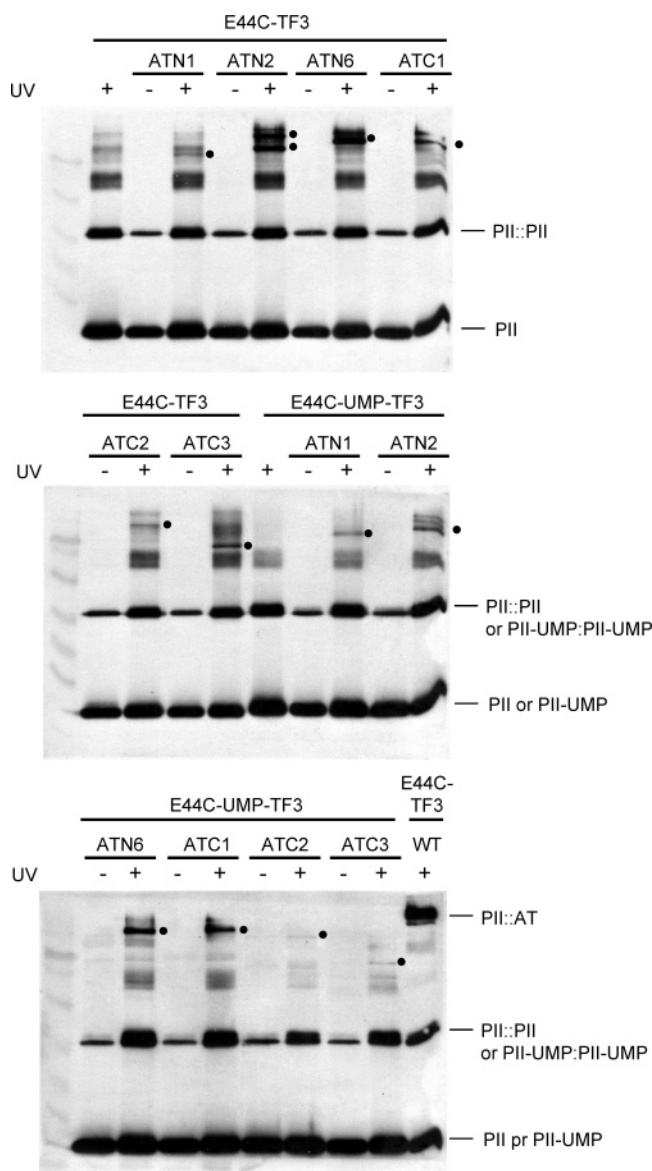 E44C-TF3
ATN1 ATN2 ATN6 ATC1
UV + - + - + - + - +
PII::PII
PII
E44C-TF3 E44C-UMP-TF3
ATC2 ATC3 ATN1 ATN2
UV - + - + + - + - +
PII::PII
or PII-UMP:PII-UMP
PII or PII-UMP
E44C-UMP-TF3 E44C-
TF3
ATN6 ATC1 ATC2 ATC3 WT
UV - + - + - + - + +
PII::AT
PII::PII
or PII-UMP:PII-UMP
PII pr PII-UMP